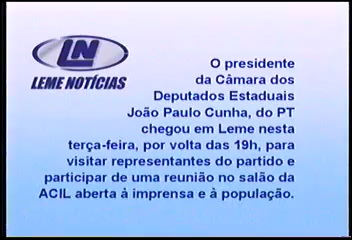 LN
LEME NOTÍCIAS
O presidente
da Câmara dos
Deputados Estaduais
João Paulo Cunha, do PT
chegou em Leme nesta
terça-feira, por volta das 19h, para
visitar representantes do partido e
participar de uma reunião no salão da
ACIL aberta à imprensa e à população.